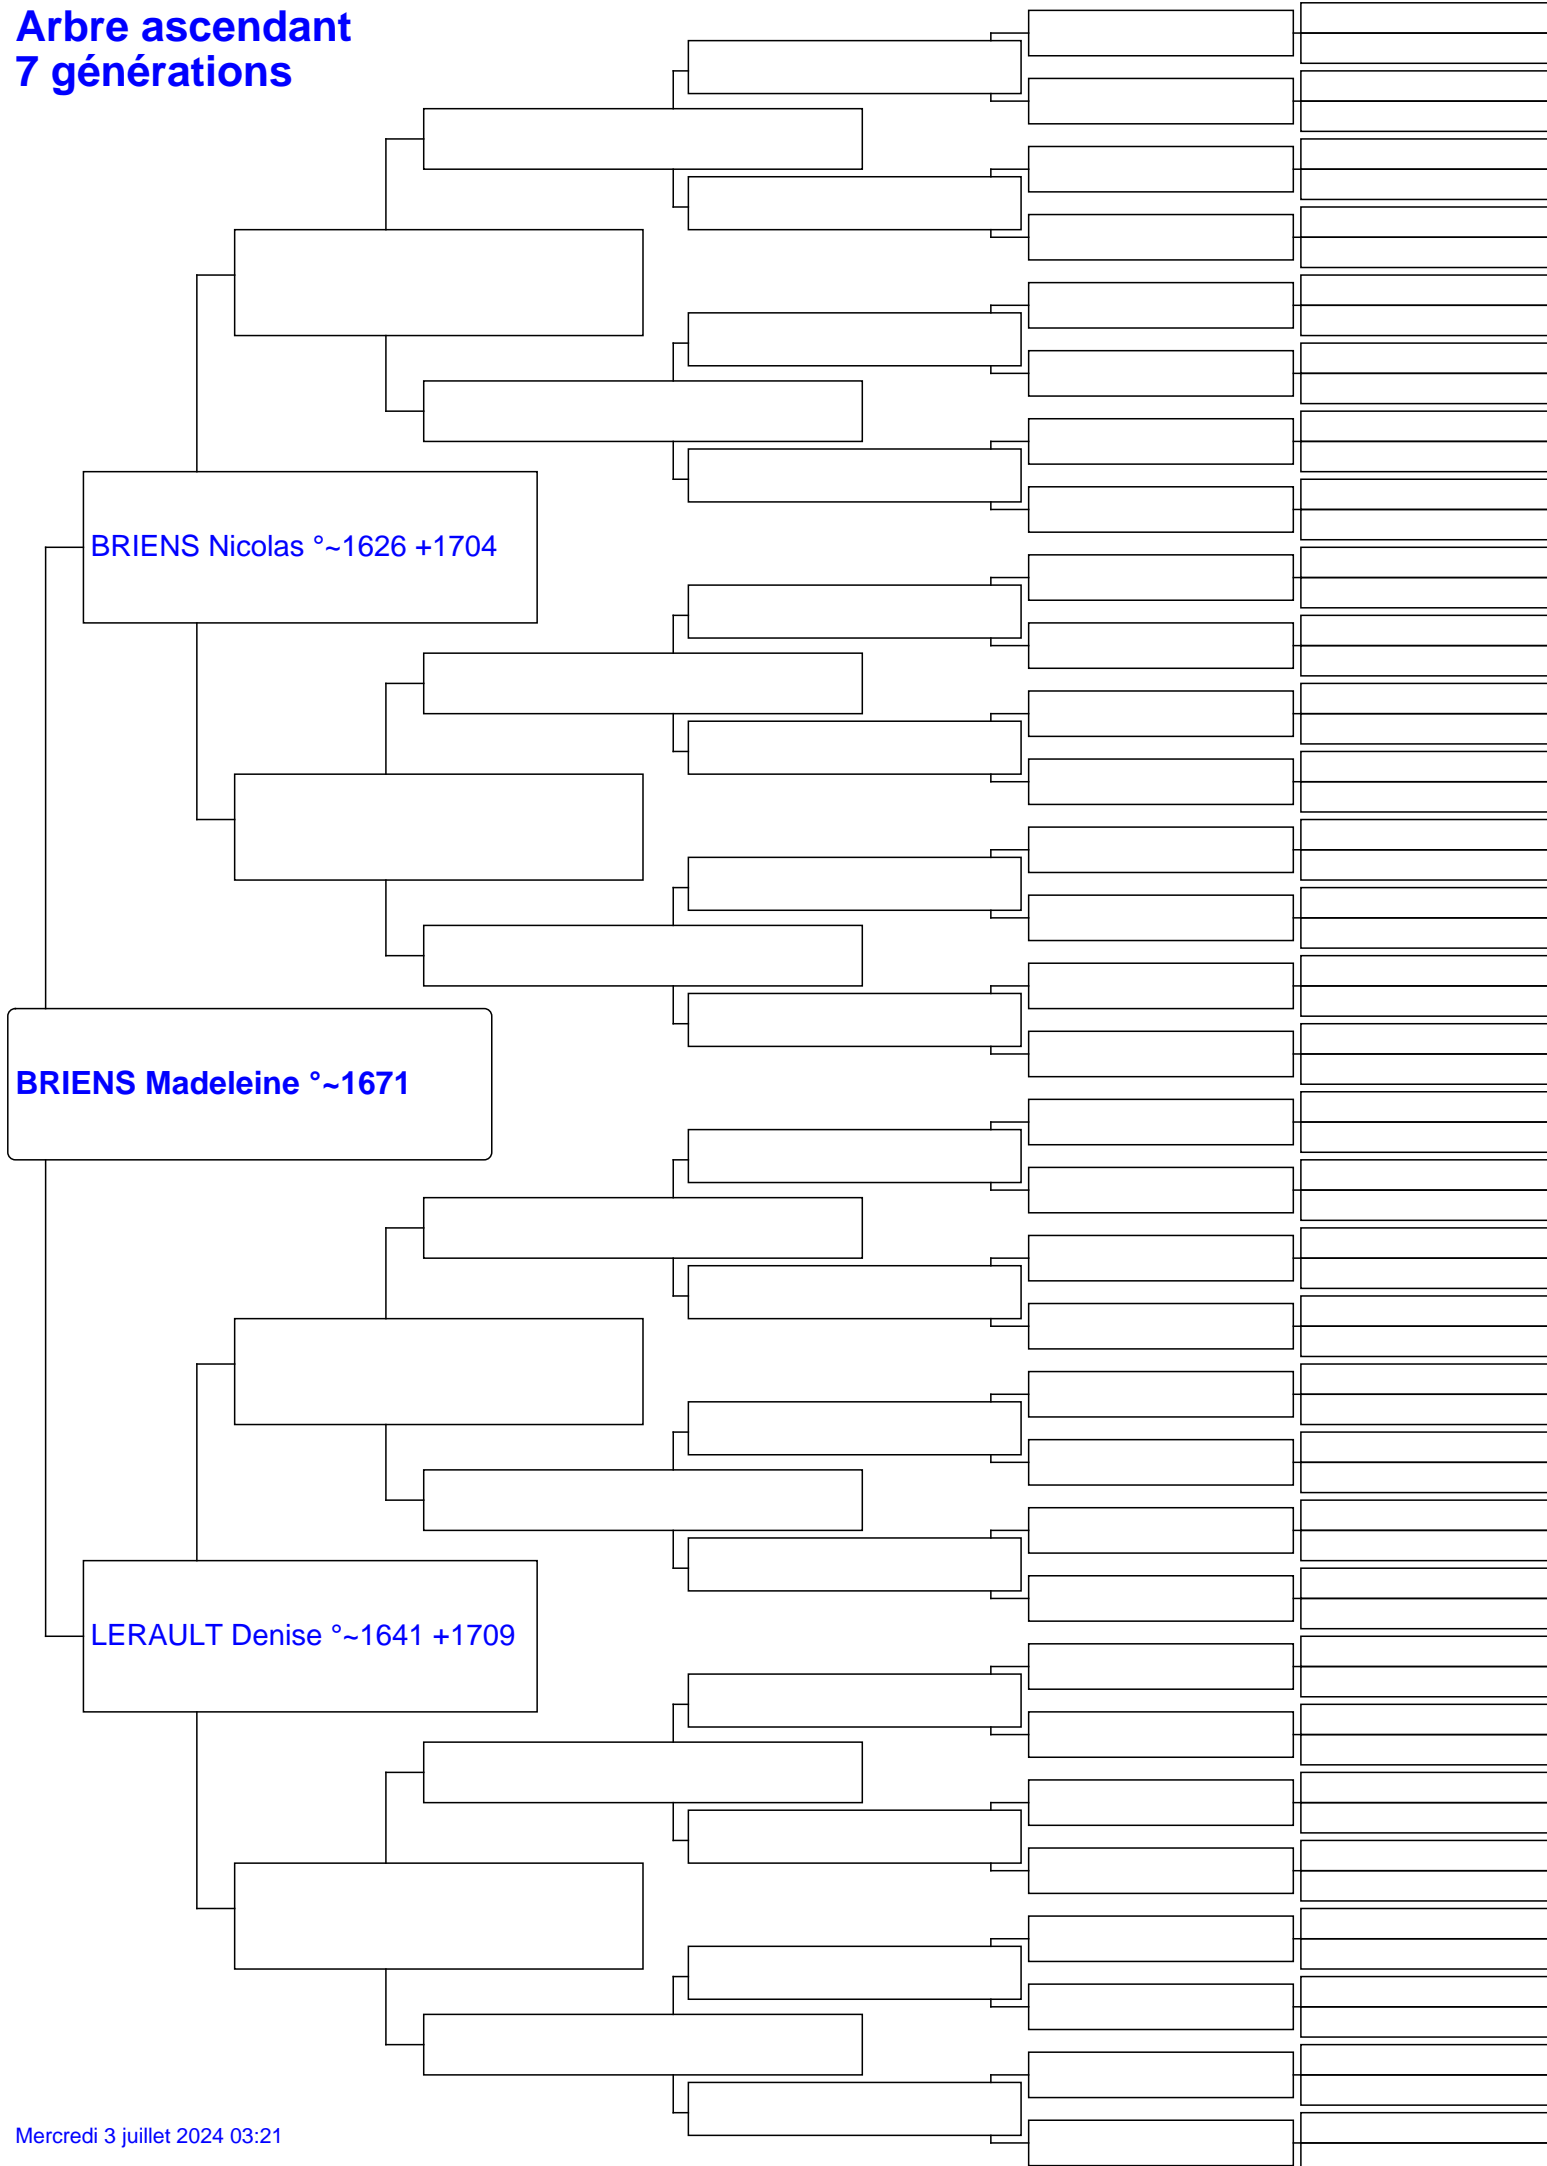 Arbre ascendant
7 générations
BRIENS Nicolas °~1626 +1704
BRIENS Madeleine °~1671
LERAULT Denise °~1641 +1709
Mercredi 3 juillet 2024 03:21